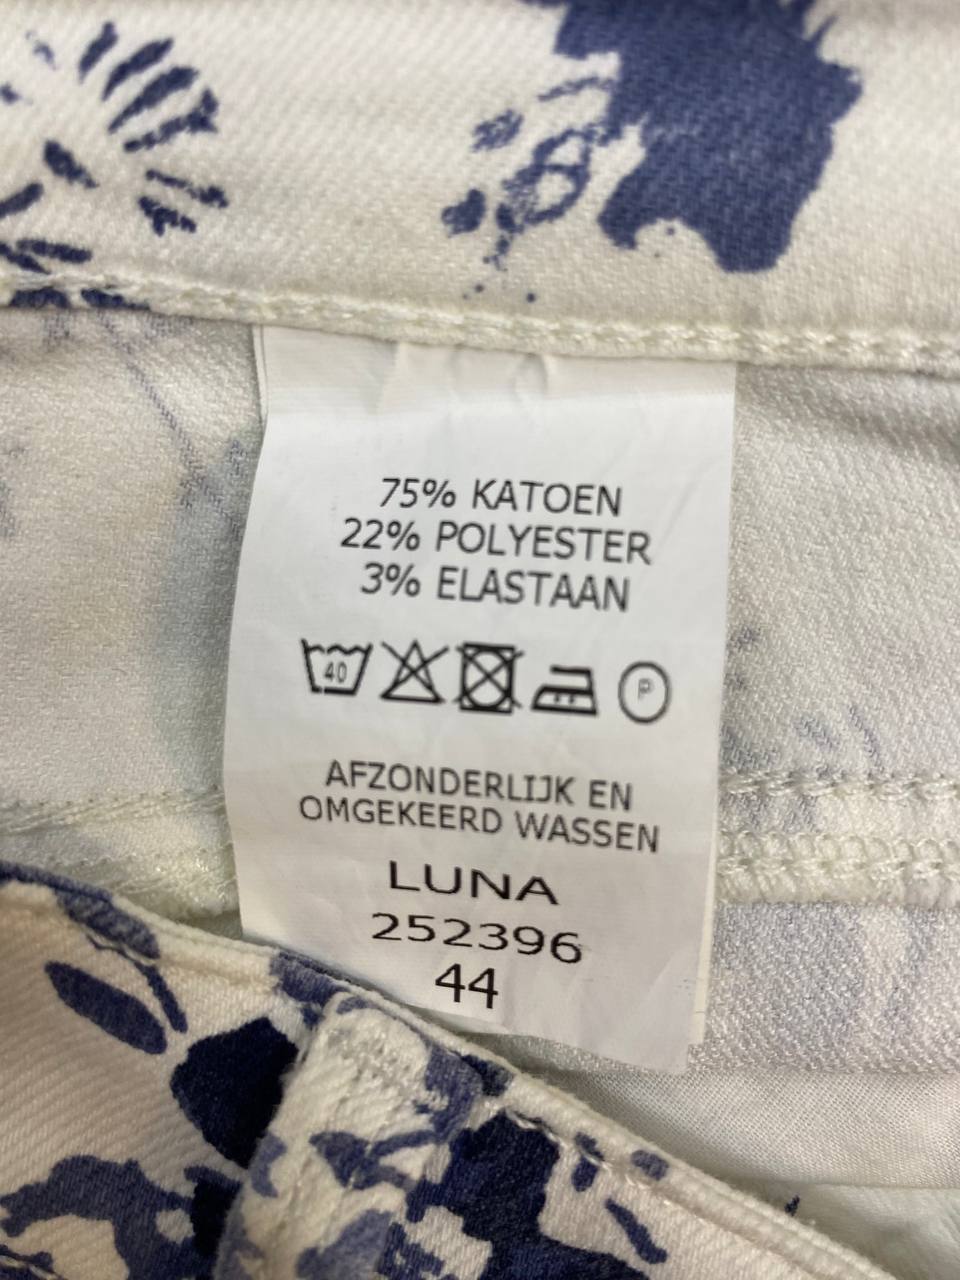 75% KATOEN
22% POLYESTER
3% ELASTAAN
40 P
AFZONDERLIJK EN
OMGEKEERD WASSEN
LUNA
252396
44